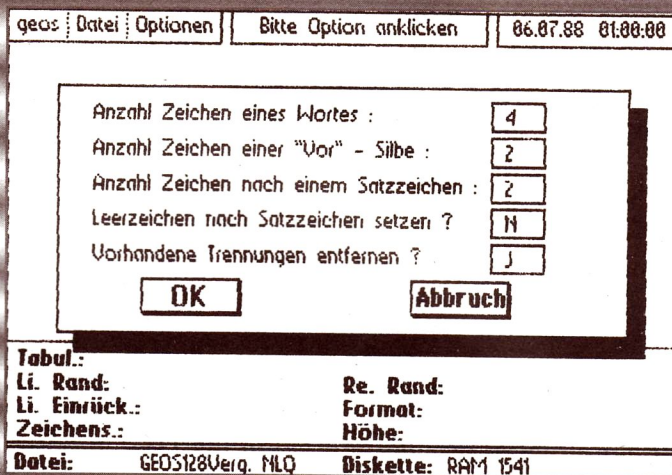 geos Datei Optionen Bitte Option anklicken 06.07.88 01:00:00
Anzahl Zeichen eines Wortes : 4
Anzahl Zeichen einer "Vor" - Silbe : 2
Anzahl Zeichen nach einem Satzzeichen : 2
Leerzeichen nach Satzzeichen setzen ? N
Vorhandene Trennungen entfernen ? J
OK Abbruch
Tabul.:
Li. Rand: Re. Rand:
Li. Einrück.: Format:
Zeichens.: Höhe:
Datei: GEOS128Verg. NLQ Diskette: RAM 1541